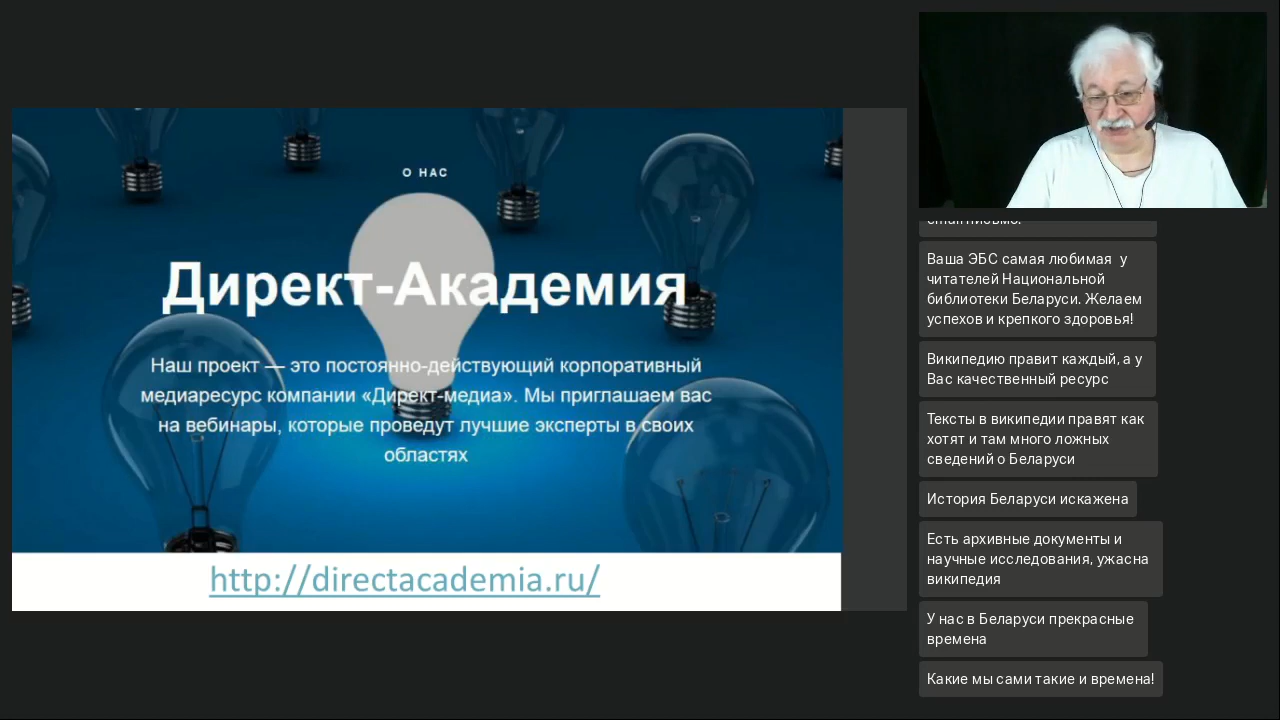 О НАС
Директ-Академия
Наш проект — это постоянно-действующий корпоративный
медиаресурс компании «Директ-медиа». Мы приглашаем вас
на вебинары, которые проведут лучшие эксперты в своих
областях
http://directacademia.ru/
Ваша ЭБС самая любимая у
читателей Национальной
библиотеки Беларуси. Желаем
успехов и крепкого здоровья!
Википедию правит каждый, а у
Вас качественный ресурс
Тексты в википедии правят как
хотят и там много ложных
сведений о Беларуси
История Беларуси искажена
Есть архивные документы и
научные исследования, ужасна
википедия
У нас в Беларуси прекрасные
времена
Какие мы сами такие и времена!